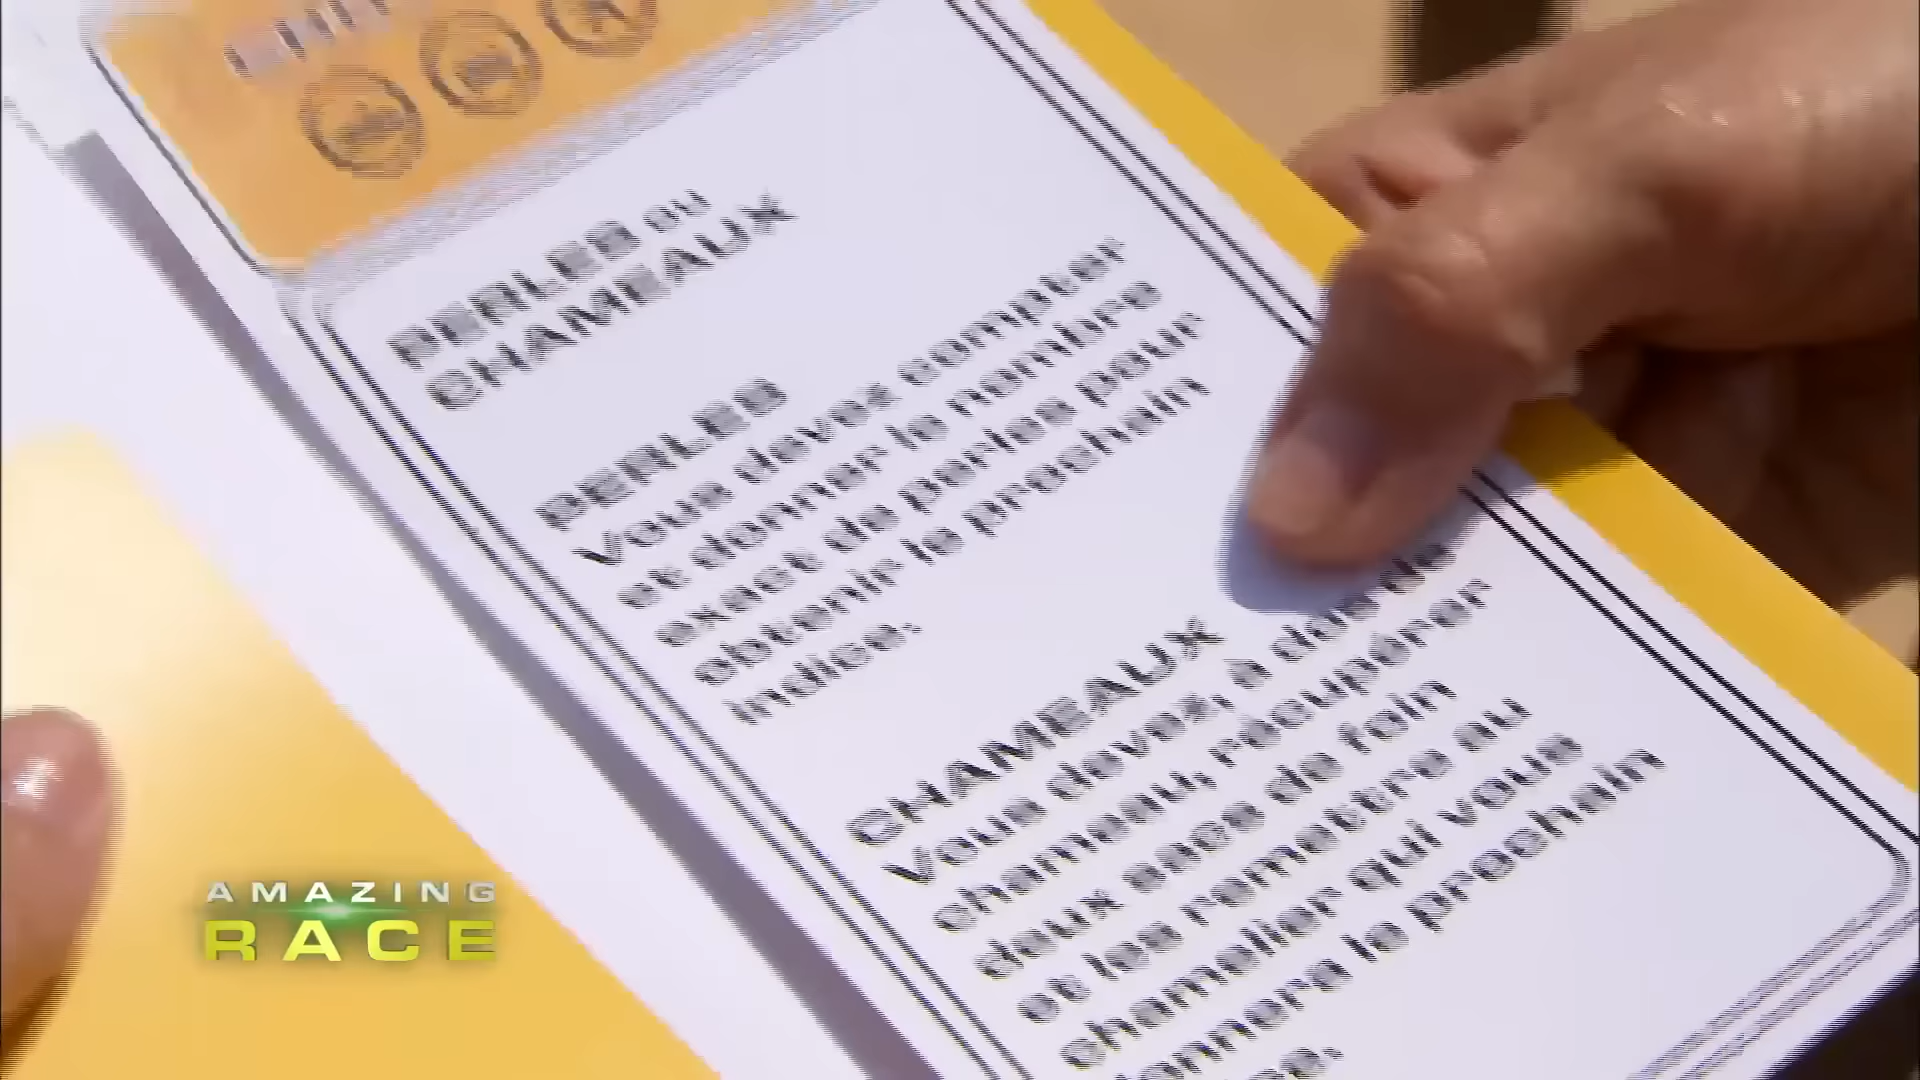 PERLES ou
CHAMEAUX
PERLES
Vous devez compter
et donner le nombre
exact de perles pour
obtenir le prochain
indice.
CHAMEAUX
Vous devez, à dos de
chameau, récupérer
deux sacs de foin
et les remettre au
chamelier qui vous
donnera le prochain
AMAZING
RACE